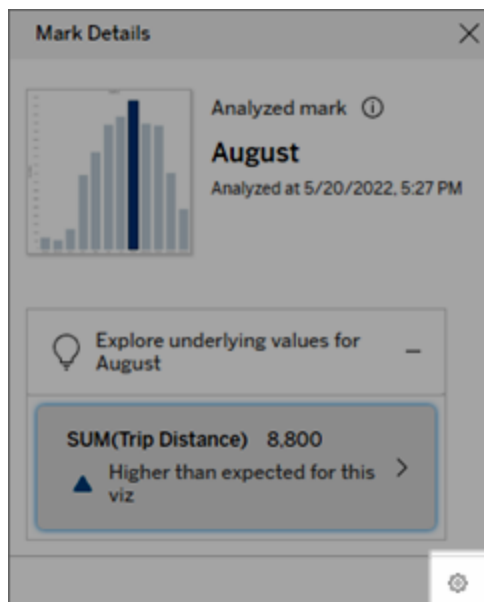 Mark Details
Analyzed mark
August
Analyzed at 5/20/2022, 5:27 PM
Explore underlying values for
August
SUM(Trip Distance) 8,800
Higher than expected for this
viz